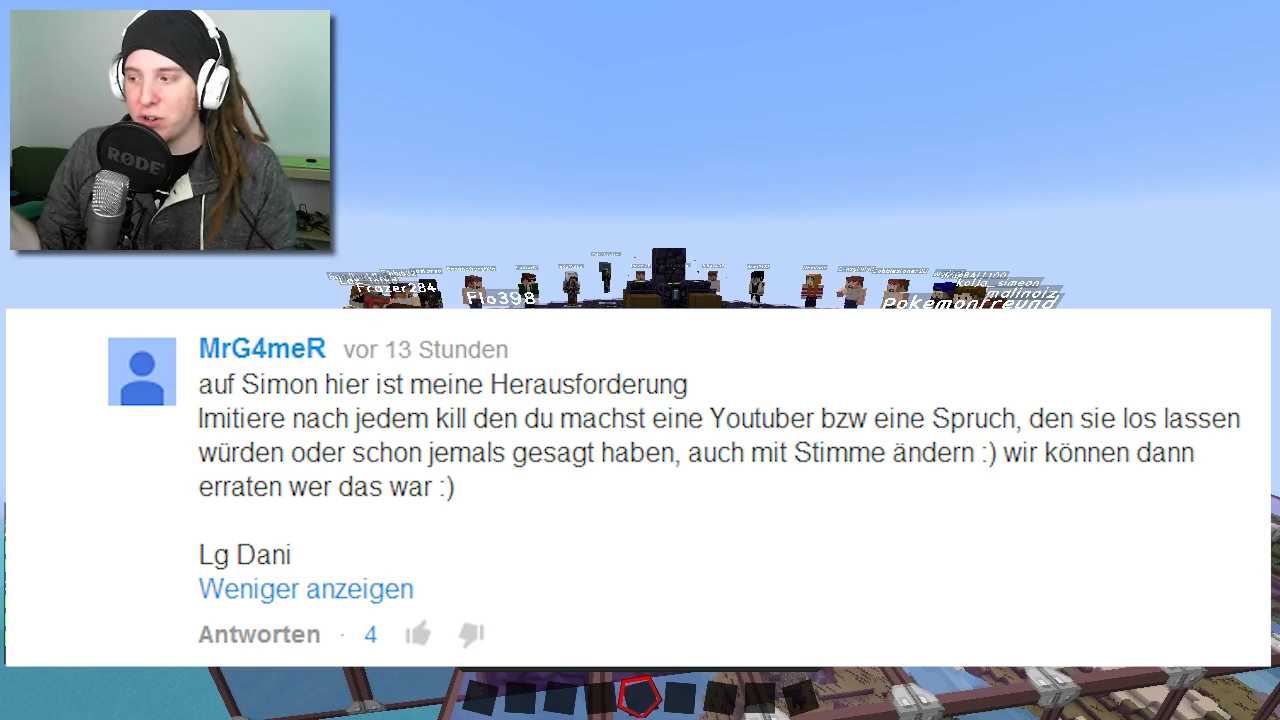 RØDE
Frazer284
Flo398
kolla_simeon
malinoiz
Pokemonfreund
MrG4meR vor 13 Stunden
auf Simon hier ist meine Herausforderung
Imitiere nach jedem kill den du machst eine Youtuber bzw eine Spruch, den sie los lassen
würden oder schon jemals gesagt haben, auch mit Stimme ändern :) wir können dann
erraten wer das war :)
Lg Dani
Weniger anzeigen
Antworten · 4